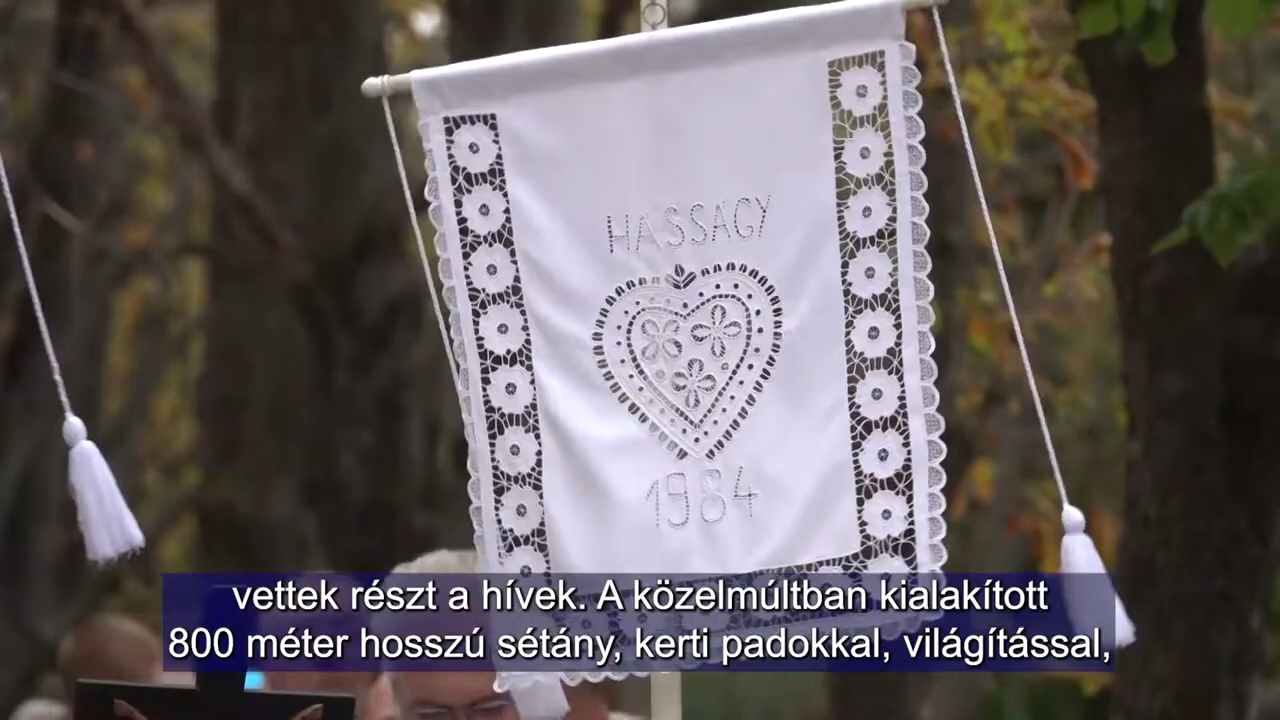 HASSAGY
1984
vettek részt a hívek. A közelmúltban kialakított
800 méter hosszú sétány, kerti padokkal, világítással,